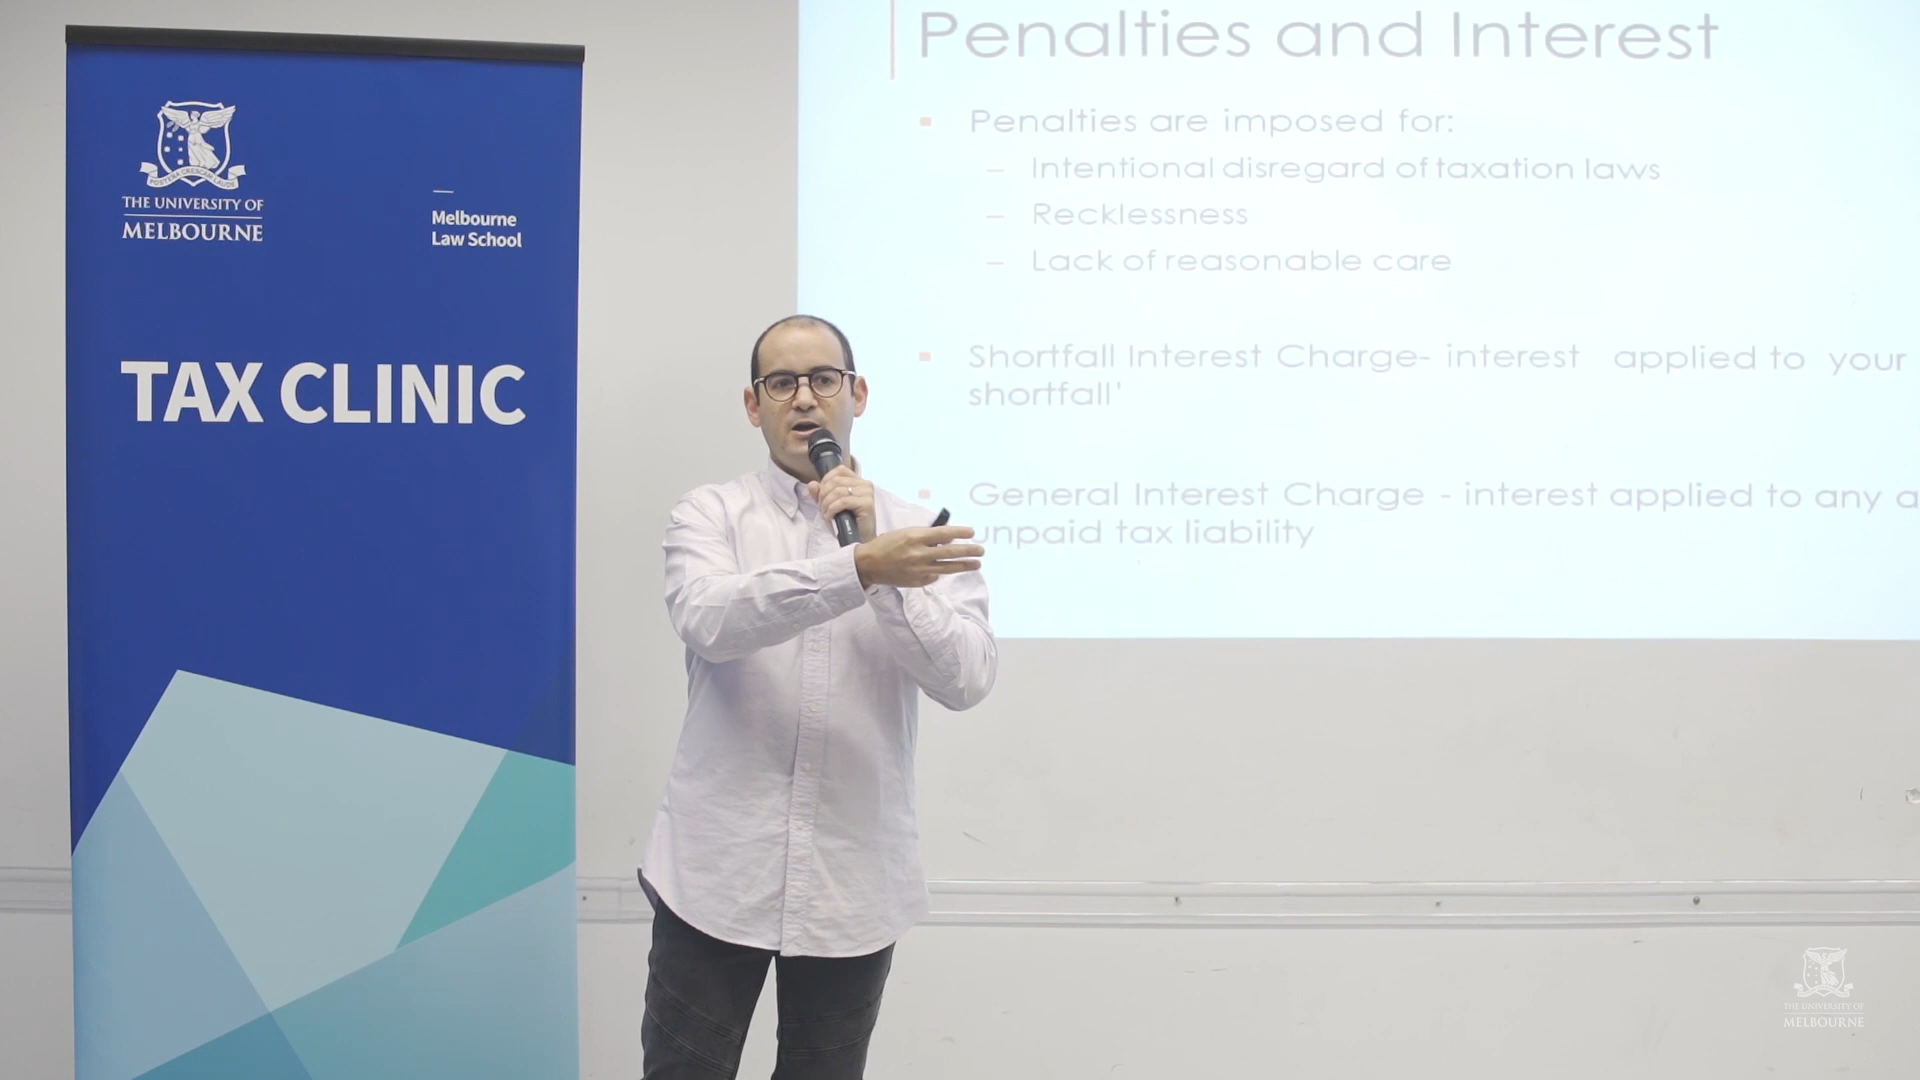 THE UNIVERSITY OF
MELBOURNE
Melbourne
Law School
TAX CLINIC
Penalties and Interest
Penalties are imposed for:
– Intentional disregard of taxation laws
– Recklessness
– Lack of reasonable care
Shortfall Interest Charge- interest applied to your
shortfall'
General Interest Charge - interest applied to any a
unpaid tax liability
THE UNIVERSITY OF
MELBOURNE